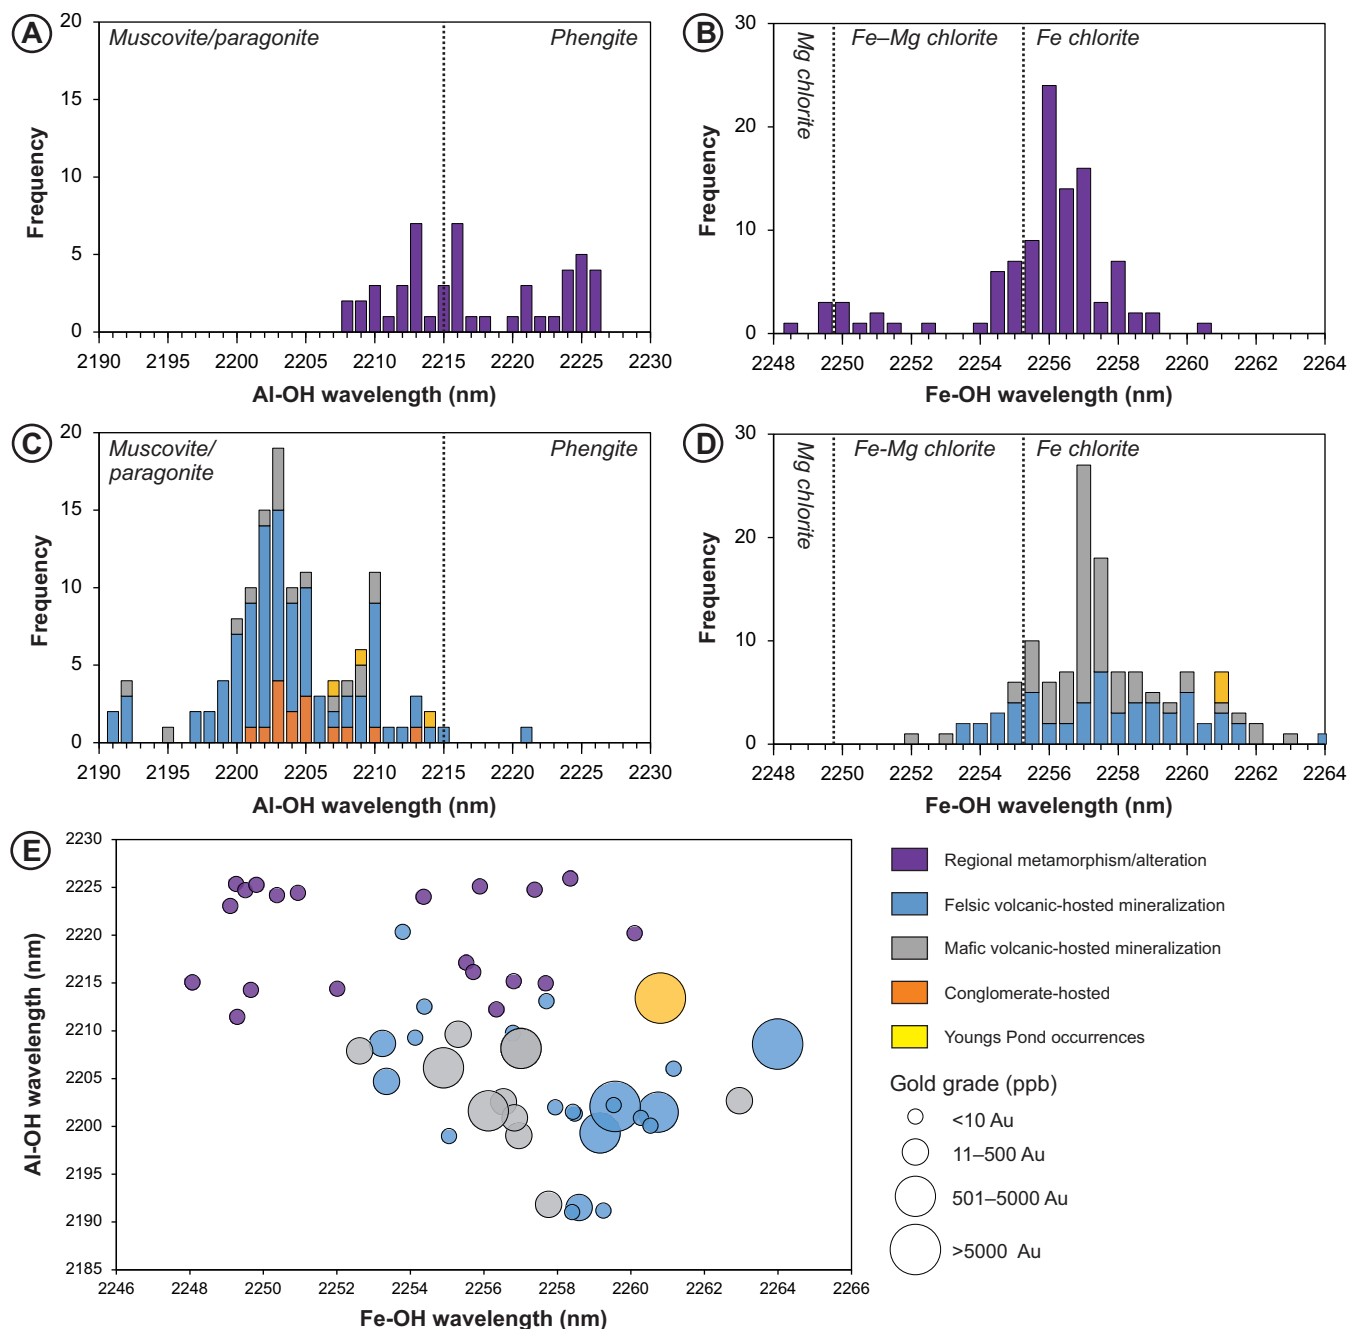 A
Muscovite/paragonite
Phengite
Frequency
20
15
10
5
0
2190 2195 2200 2205 2210 2215 2220 2225 2230
Al-OH wavelength (nm)
B
Mg chlorite
Fe–Mg chlorite
Fe chlorite
Frequency
30
20
10
0
2248 2250 2252 2254 2256 2258 2260 2262 2264
Fe-OH wavelength (nm)
C
Muscovite/
paragonite
Phengite
Frequency
20
15
10
5
0
2190 2195 2200 2205 2210 2215 2220 2225 2230
Al-OH wavelength (nm)
D
Mg chlorite
Fe-Mg chlorite
Fe chlorite
Frequency
30
20
10
0
2248 2250 2252 2254 2256 2258 2260 2262 2264
Fe-OH wavelength (nm)
E
Al-OH wavelength (nm)
2230
2225
2220
2215
2210
2205
2200
2195
2190
2185
2246 2248 2250 2252 2254 2256 2258 2260 2262 2264 2266
Fe-OH wavelength (nm)
Regional metamorphism/alteration
Felsic volcanic-hosted mineralization
Mafic volcanic-hosted mineralization
Conglomerate-hosted
Youngs Pond occurrences
Gold grade (ppb)
<10 Au
11–500 Au
501–5000 Au
>5000 Au